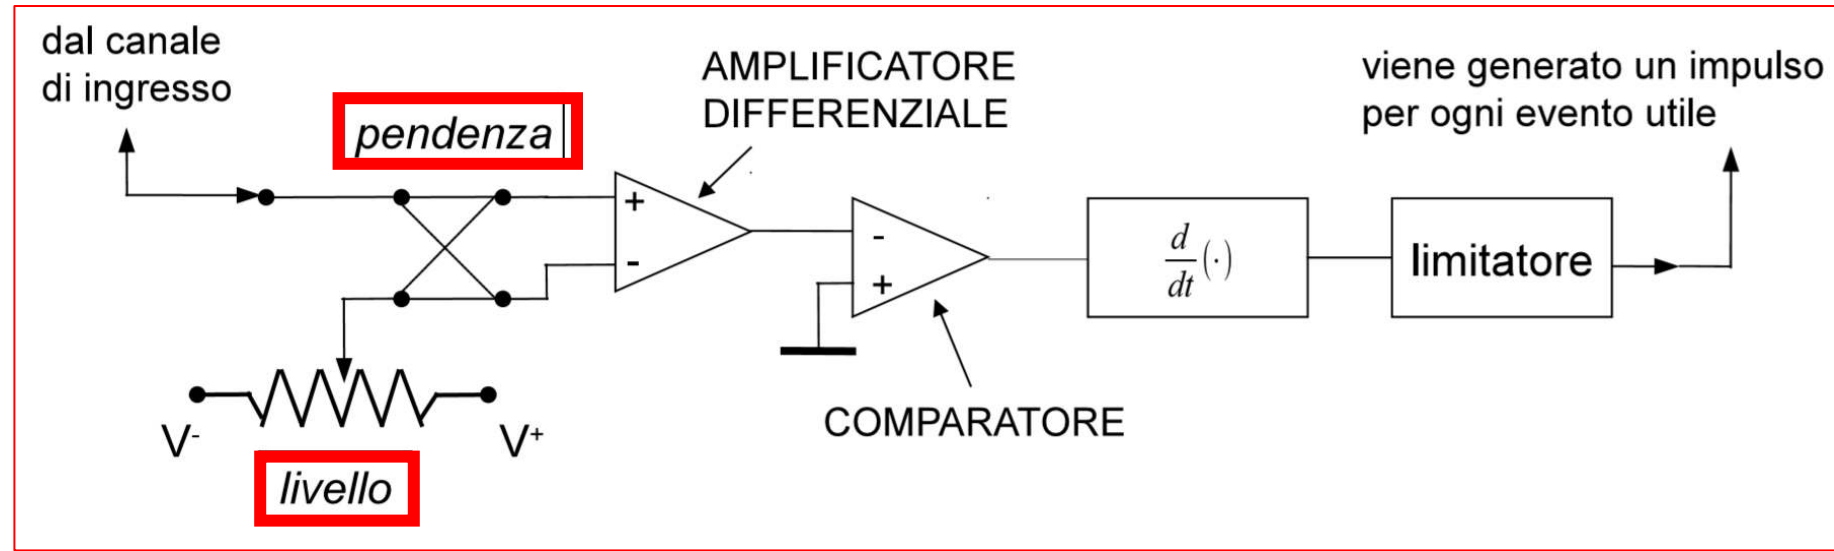 dal canale
di ingresso
pendenza
AMPLIFICATORE
DIFFERENZIALE
viene generato un impulso
per ogni evento utile
+
-
-
+
d/dt (·)
limitatore
COMPARATORE
V-
V+
livello